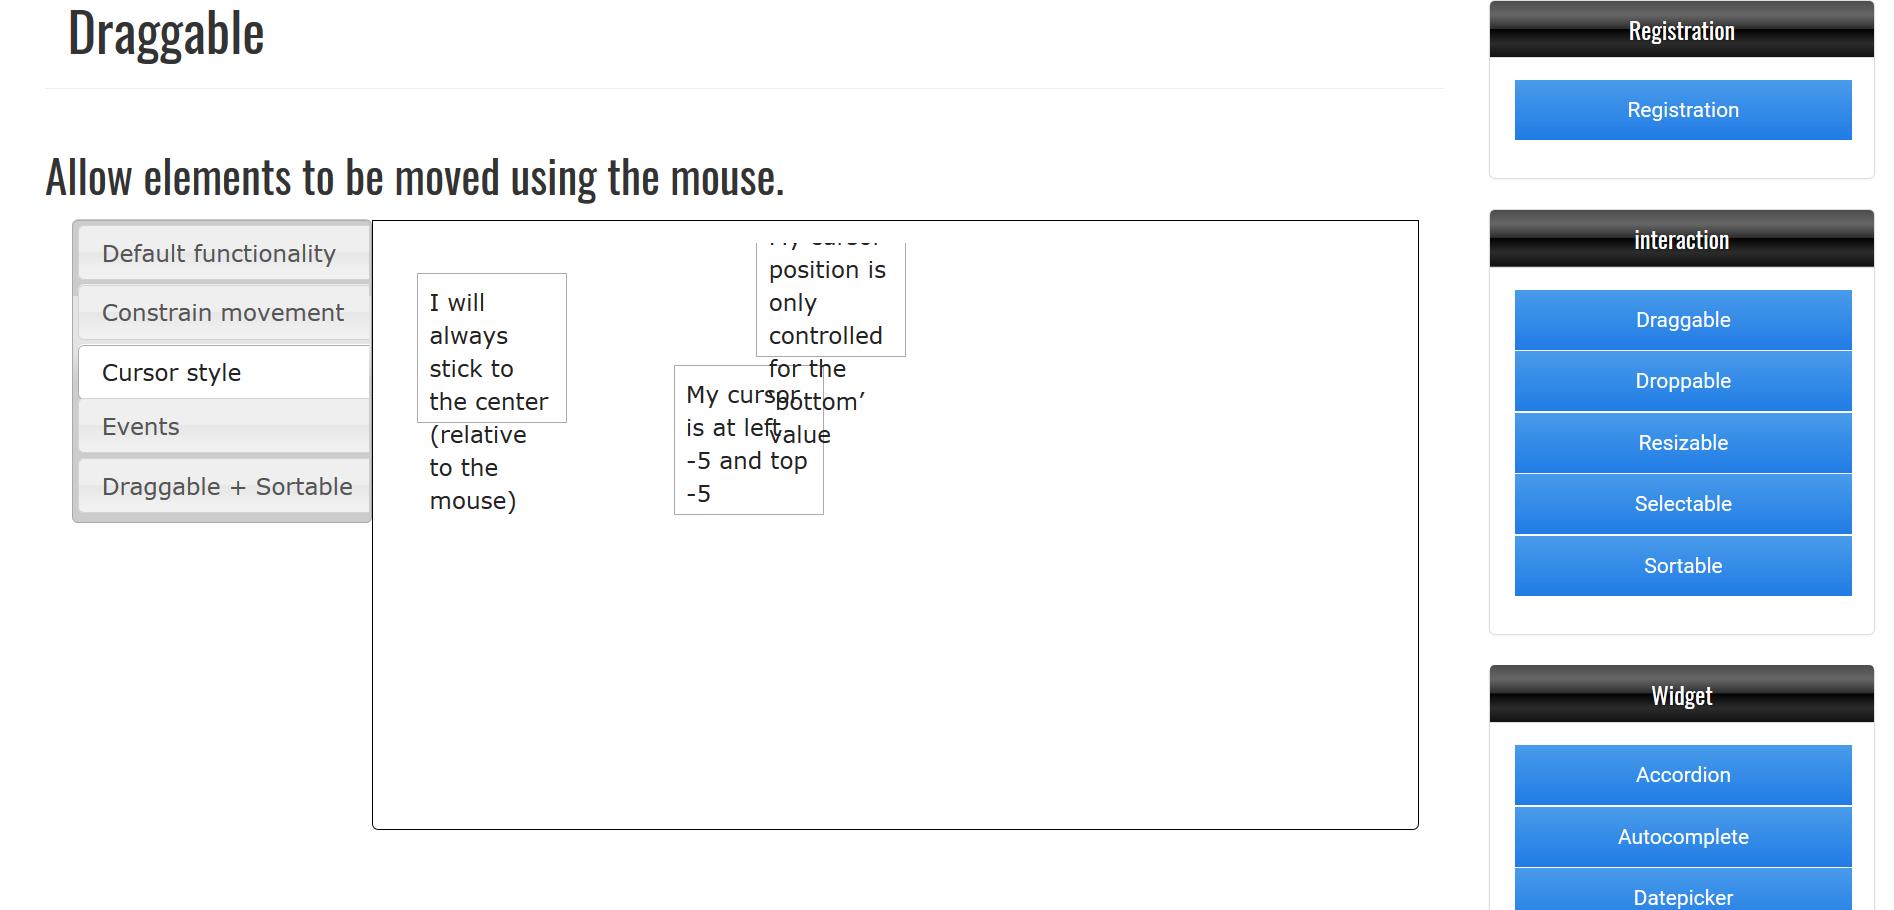 Draggable
Allow elements to be moved using the mouse.
Default functionality
Constrain movement
Cursor style
Events
Draggable + Sortable
I will
always
stick to
the center
(relative
to the
mouse)
My cursor
is at left
-5 and top
-5
My cursor
position is
only
controlled
for the
'bottom'
value
Registration
Registration
interaction
Draggable
Droppable
Resizable
Selectable
Sortable
Widget
Accordion
Autocomplete
Datepicker